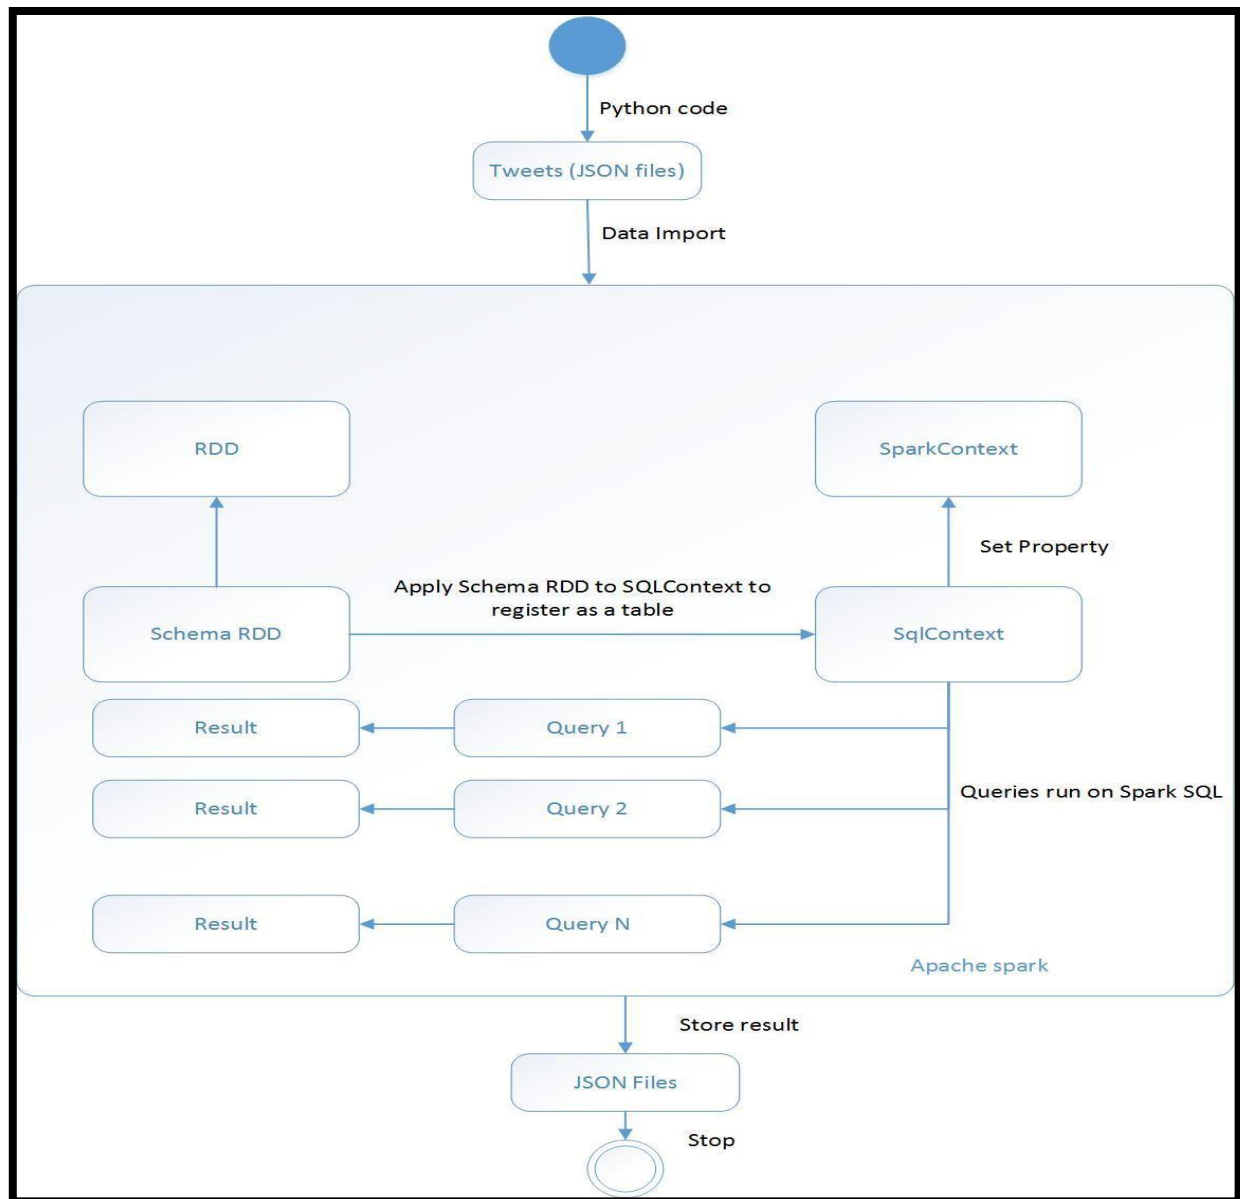 Python code
Tweets (JSON files)
Data Import
RDD
SparkContext
Set Property
Apply Schema RDD to SQLContext to
register as a table
Schema RDD
SqlContext
Result
Query 1
Queries run on Spark SQL
Result
Query 2
Result
Query N
Apache spark
Store result
JSON Files
Stop